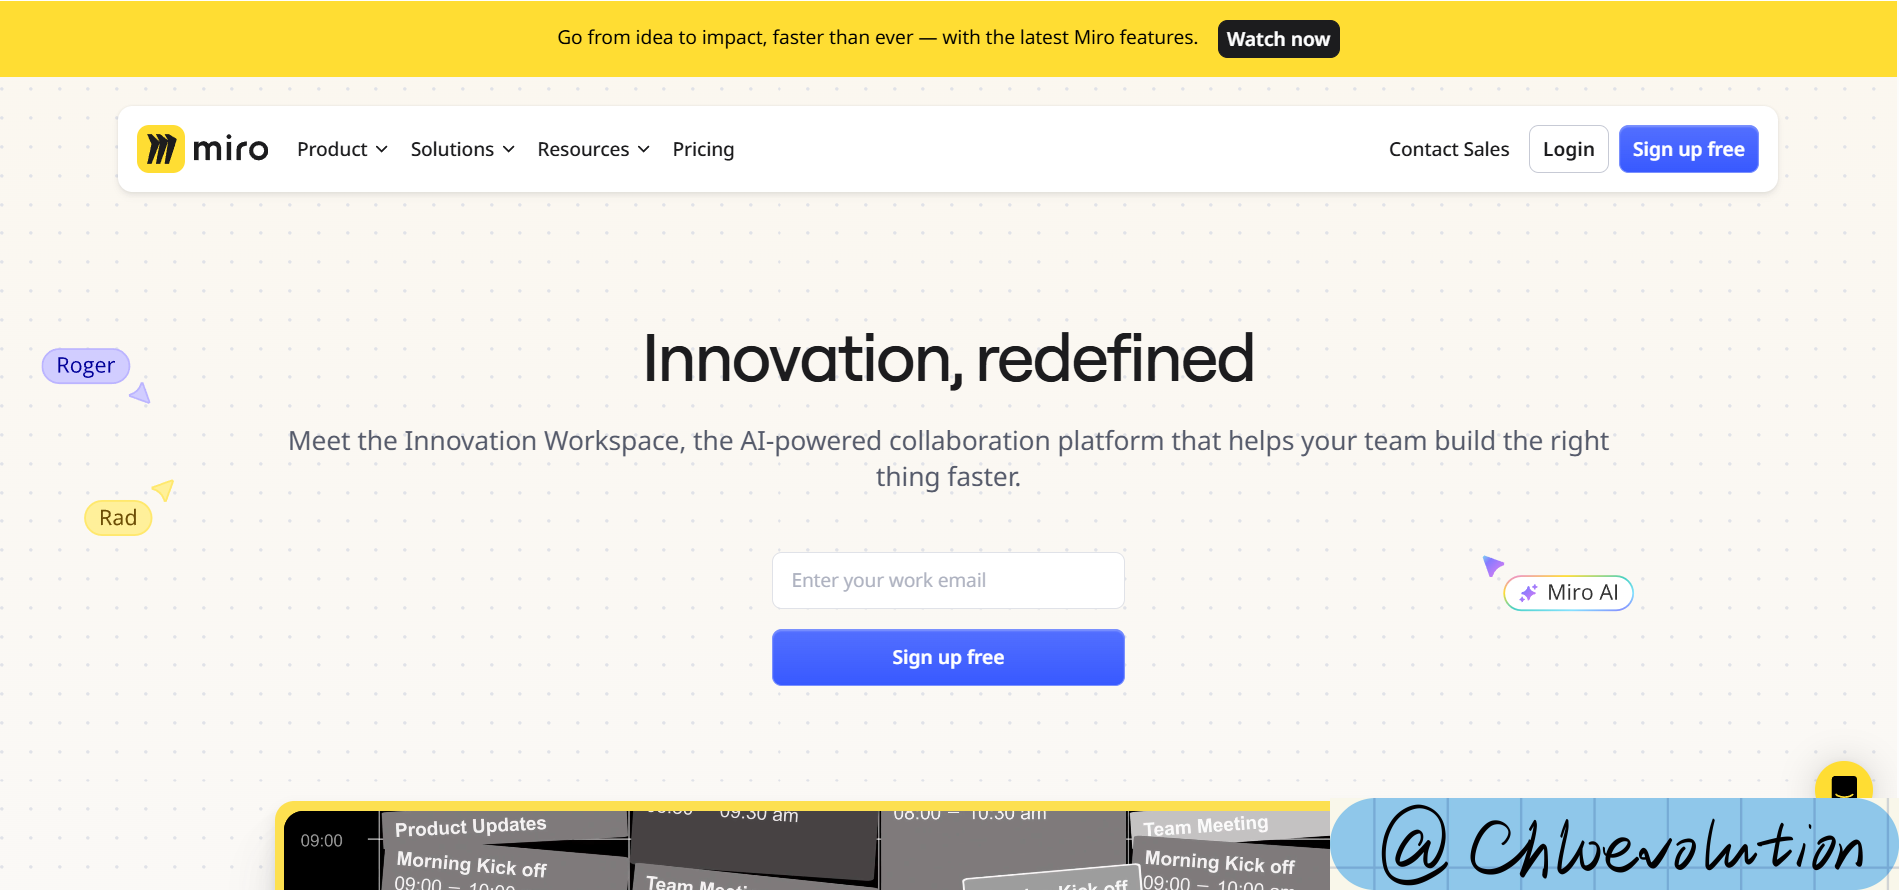 Go from idea to impact, faster than ever — with the latest Miro features. Watch now
miro Product Solutions Resources Pricing Contact Sales Login Sign up free
Innovation, redefined
Meet the Innovation Workspace, the AI-powered collaboration platform that helps your team build the right
thing faster.
Roger
Rad
Enter your work email
Miro AI
Sign up free
09:00
Product Updates
Morning Kick off
09:00 – 10:00
09:30 am
Team
08:00 – 10:30 am
Kick off
Team Meeting
Morning Kick off
09:00 – 10:00 am
@Chloevolution